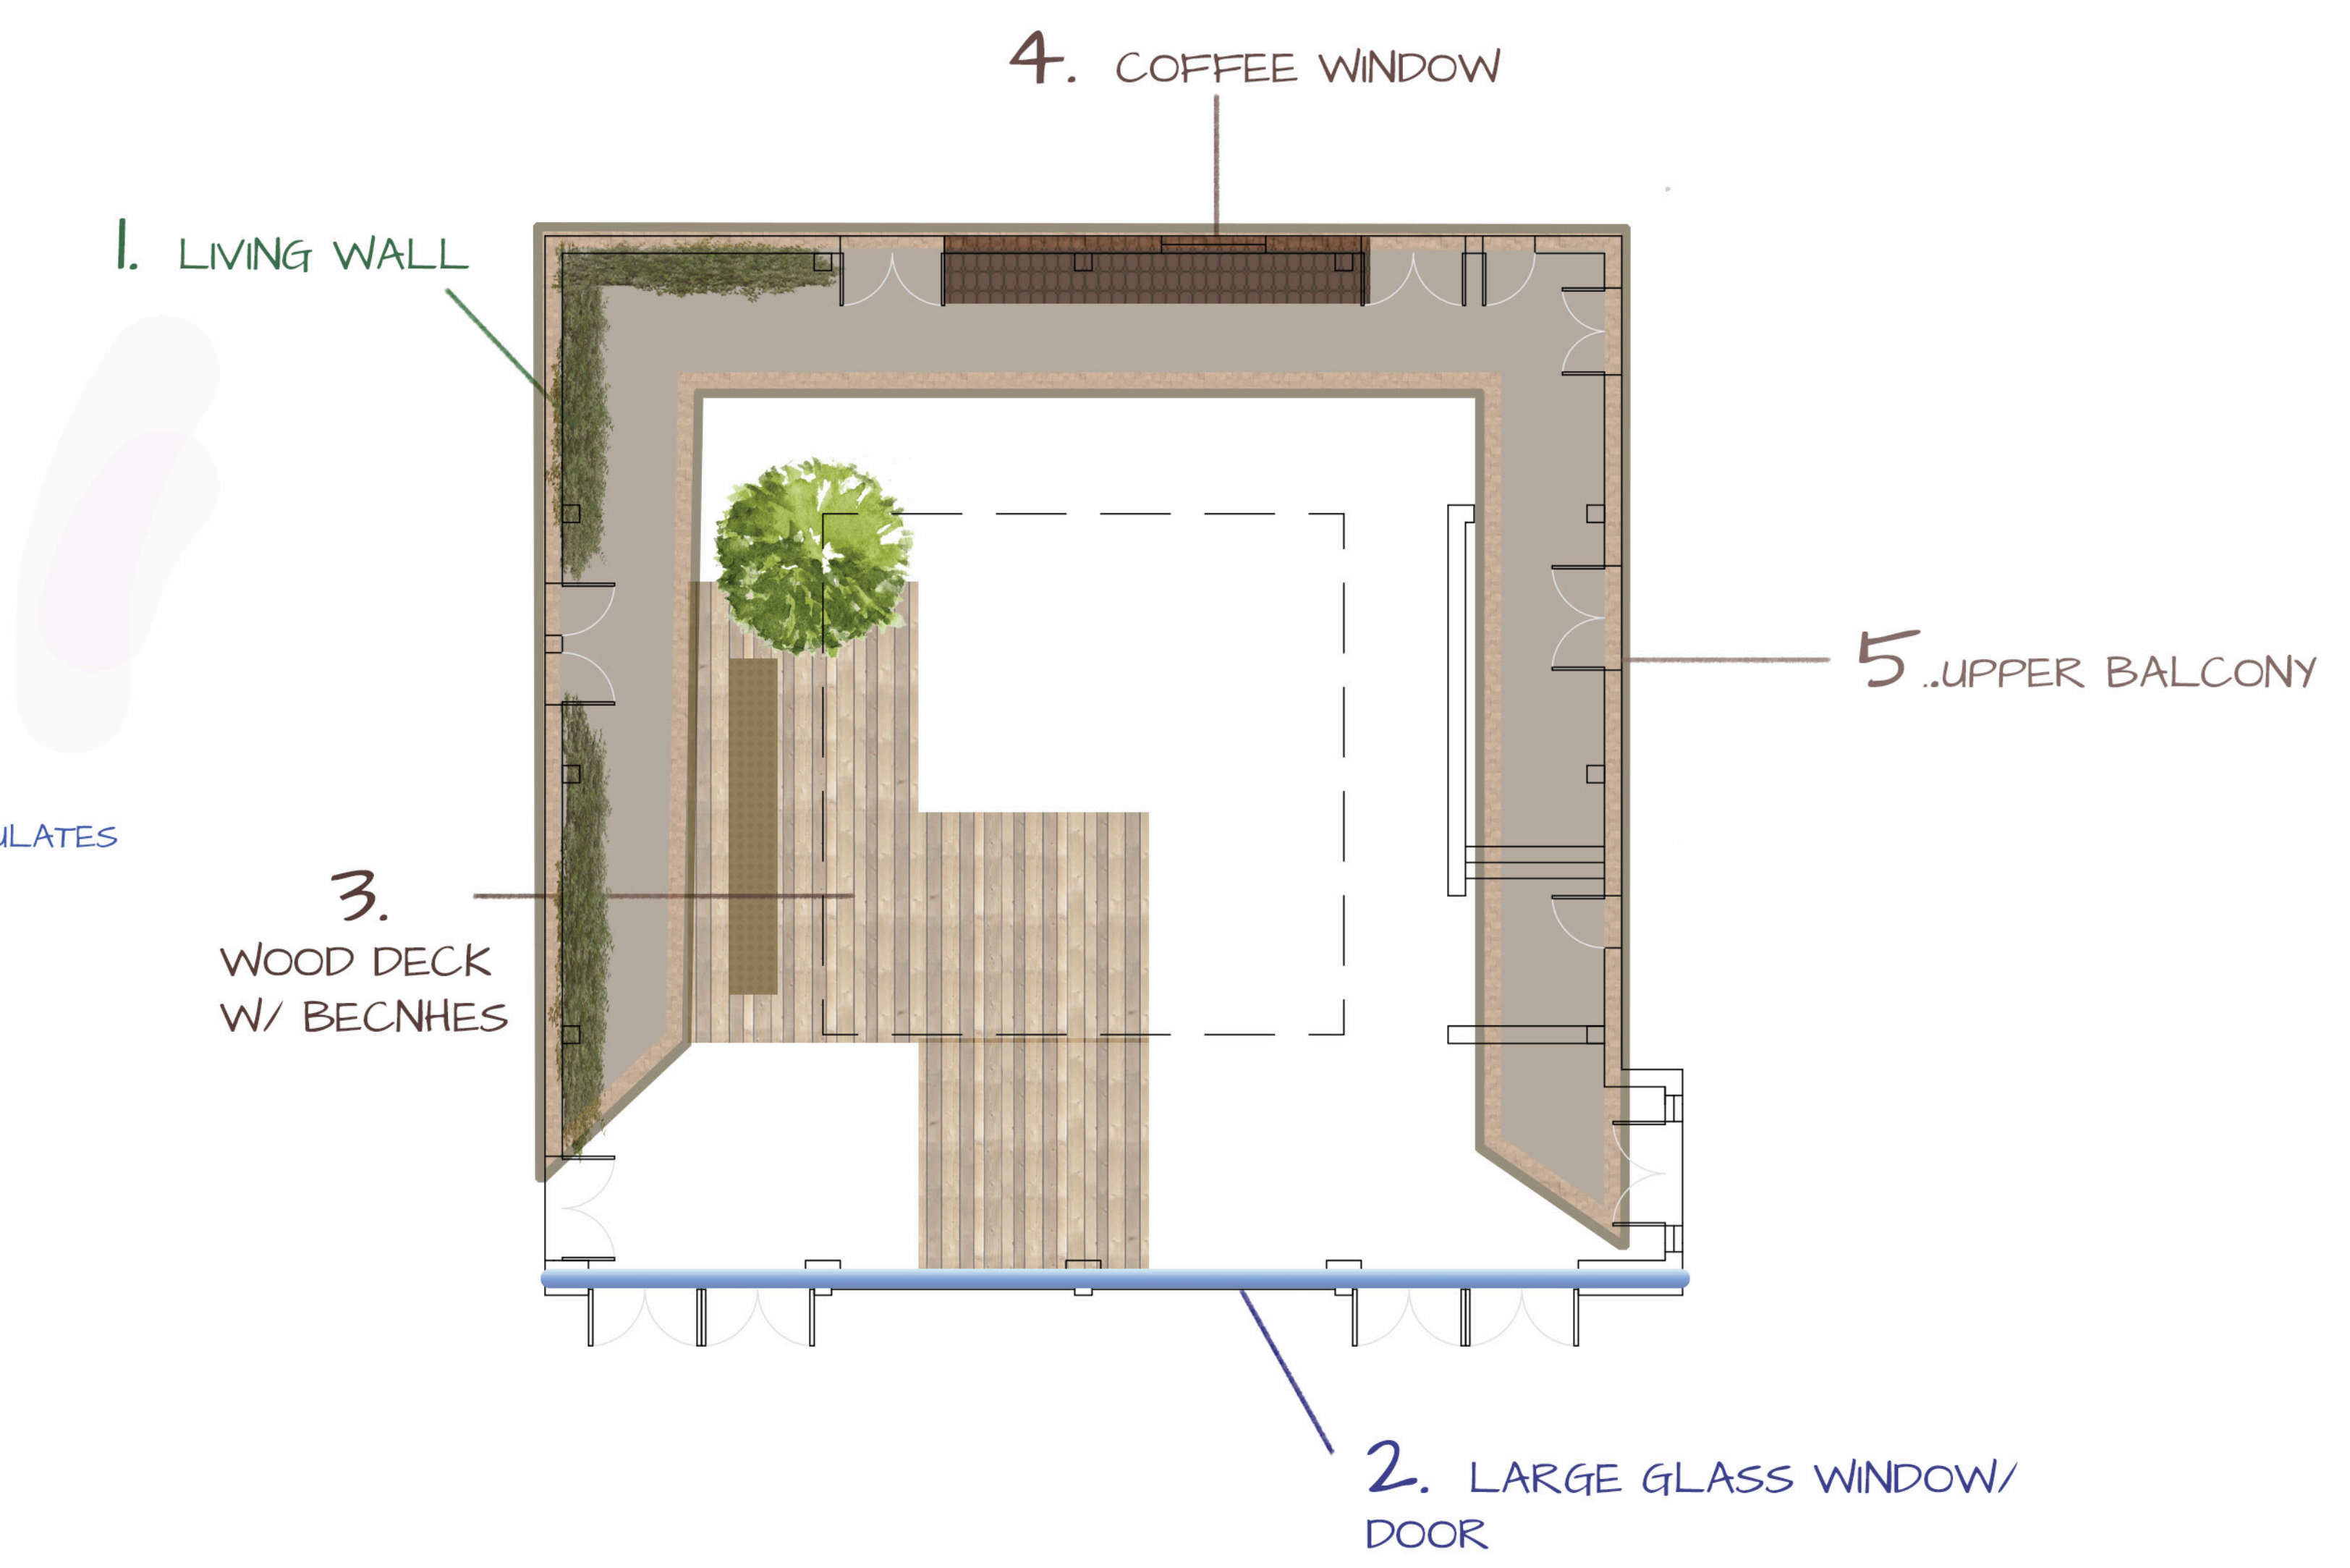 4. COFFEE WINDOW
1. LIVING WALL
5..UPPER BALCONY
ULATES
3.
WOOD DECK
W/ BECNHES
2. LARGE GLASS WINDOW/
DOOR